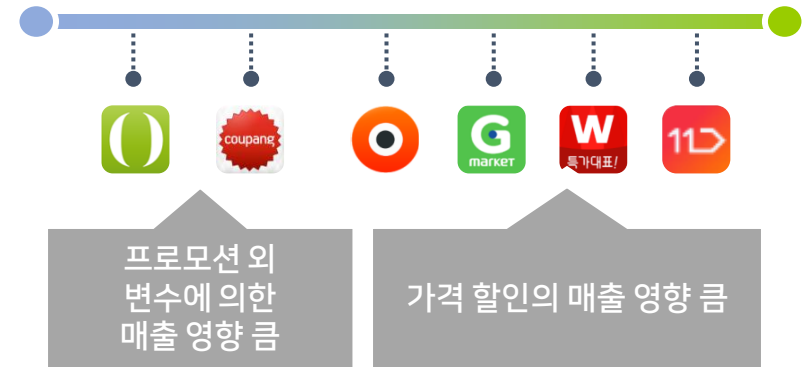 coupang
G
market
W
특가대표!
11
프로모션 외
변수에 의한
매출 영향 큼
가격 할인의 매출 영향 큼